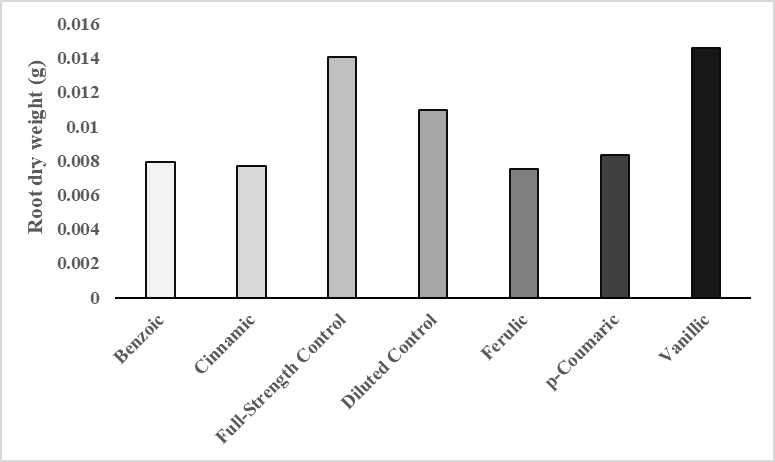 Root dry weight (g)
0.016
0.014
0.012
0.01
0.008
0.006
0.004
0.002
0
Benzoic
Cinnamic
Full-Strength Control
Diluted Control
Ferulic
p-Coumaric
Vanillic